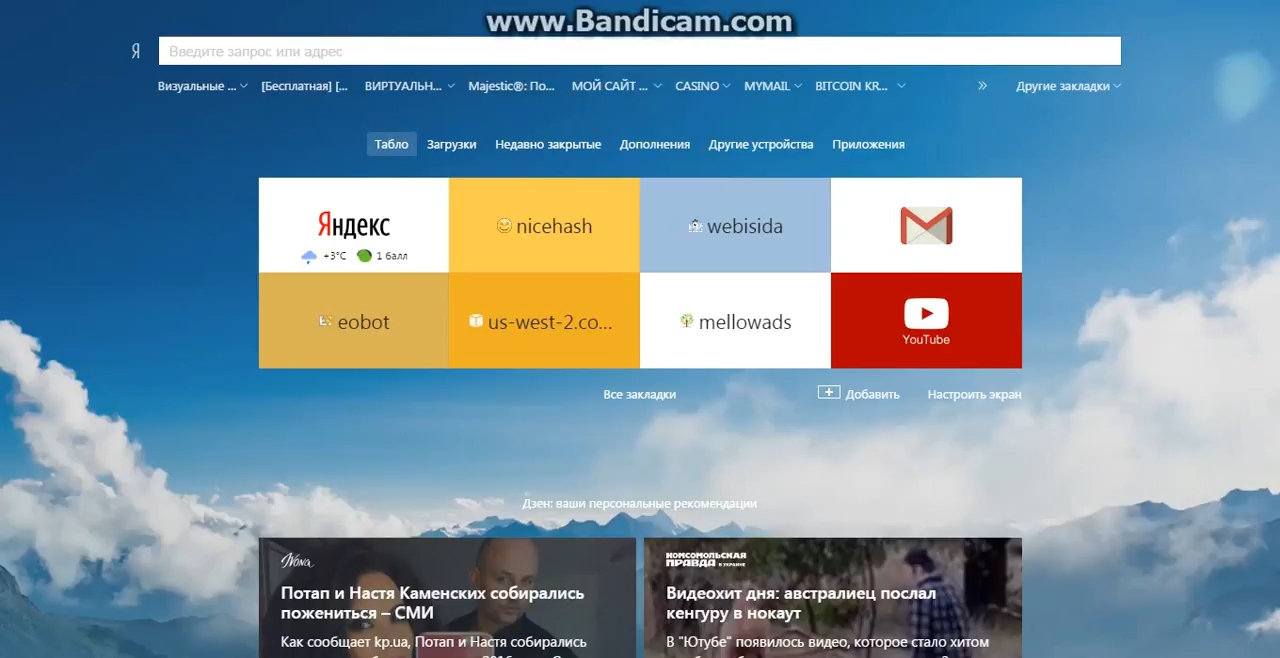 www.Bandicam.com
Я Введите запрос или адрес
Визуальные ... [Бесплатная] [... ВИРТУАЛЬН... Majestic®: По... МОЙ САЙТ ... CASINO MYMAIL BITCOIN KR... » Другие закладки
Табло Загрузки Недавно закрытые Дополнения Другие устройства Приложения
Яндекс
+3°C 1 балл
nicehash
webisida
eobot
us-west-2.co...
mellowads
YouTube
Все закладки Добавить Настроить экран
Дзен: ваши персональные рекомендации
Потап и Настя Каменских собирались
пожениться – СМИ
Как сообщает kp.ua, Потап и Настя собирались
КОМСОМОЛЬСКАЯ
ПРАВДА В УКРАИНЕ
Видеохит дня: австралиец послал
кенгуру в нокаут
В "Ютубе" появилось видео, которое стало хитом